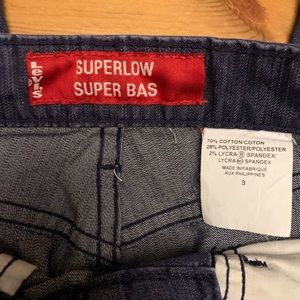 LEVI'S
SUPERLOW
SUPER BAS
70% COTTON/COTON
28% POLYESTER/POLYESTER
2% LYCRA® SPANDEX/
LYCRA® SPANDEX
MADE IN/FABRIQUÉ
AUX PHILIPPINES
3